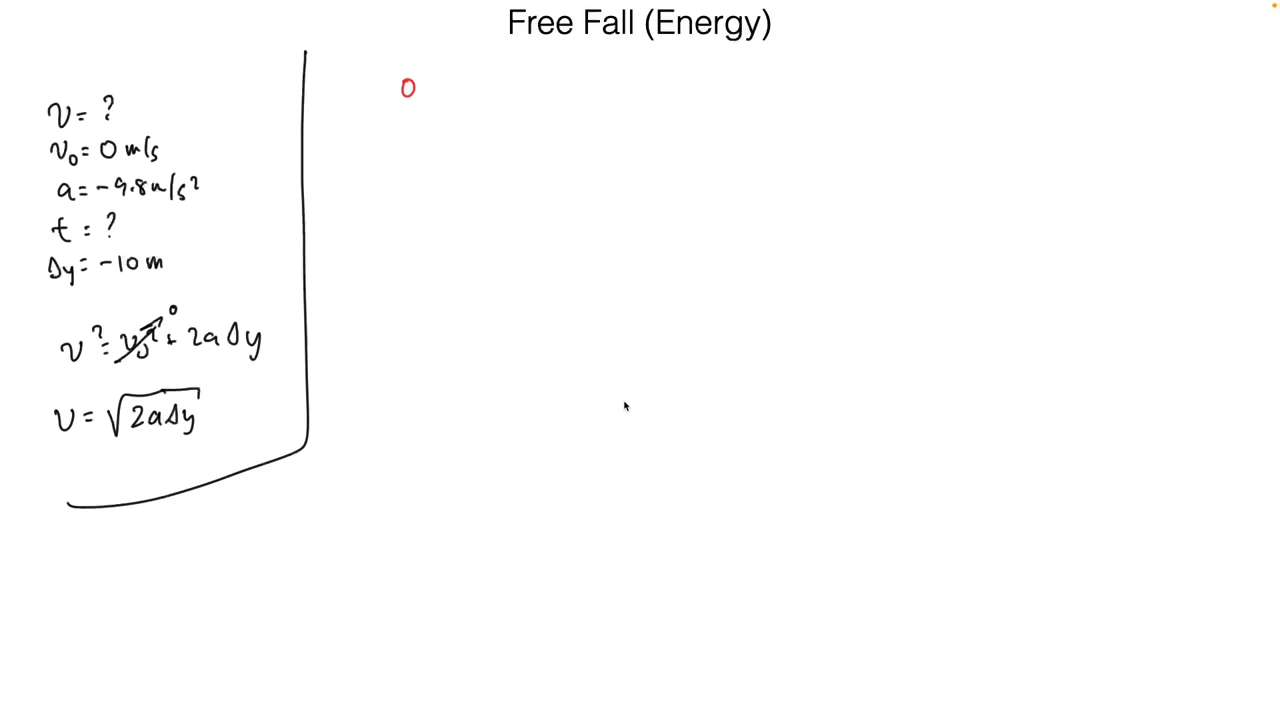 Free Fall (Energy)
v = ?
v₀ = 0 m/s
a = -9.8 m/s²
t = ?
Δy = -10 m
v² = v₀² + 2aΔy
0
v = √2aΔy